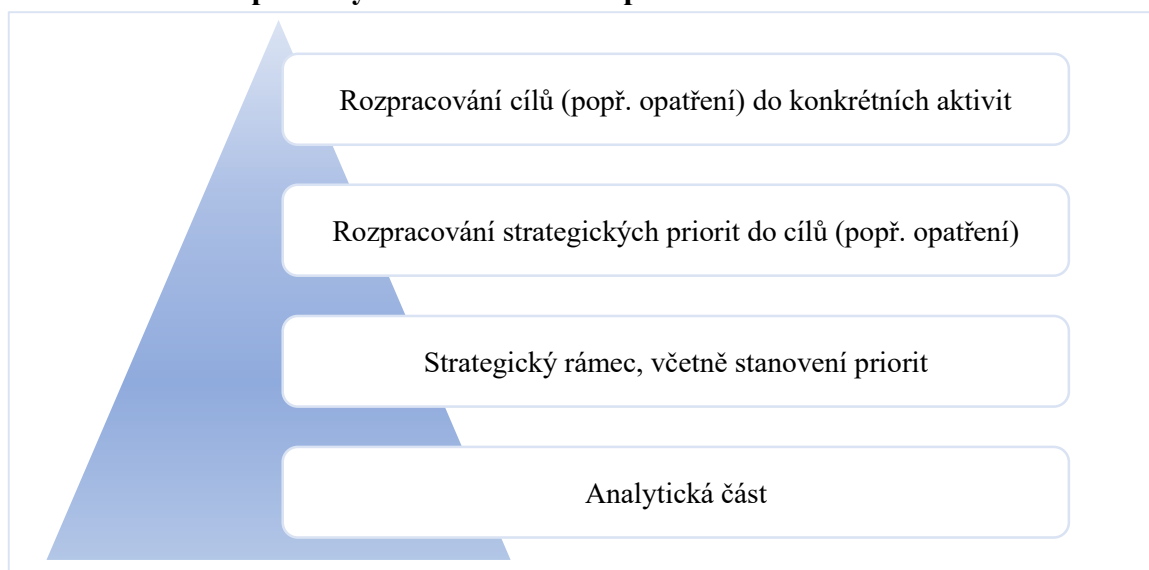 Rozpracování cílů (popř. opatření) do konkrétních aktivit
Rozpracování strategických priorit do cílů (popř. opatření)
Strategický rámec, včetně stanovení priorit
Analytická část